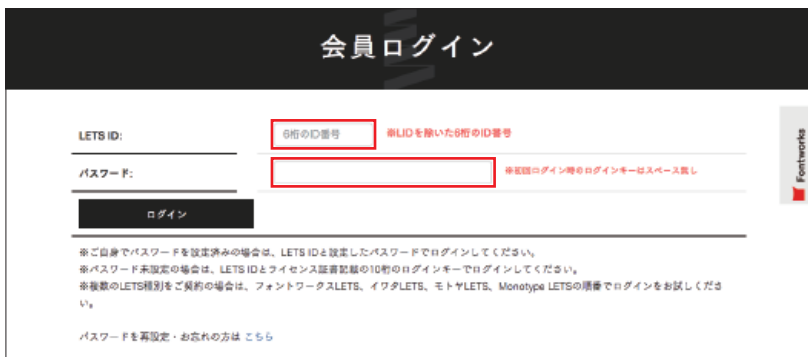 会員ログイン
LETS ID:
6桁のID番号
※LIDを除いた6桁のID番号
パスワード:
※初回ログイン時のログインキーはスペース無し
ログイン
Fontworks
※ご自身でパスワードを設定済みの場合は、LETS IDと設定したパスワードでログインしてください。
※パスワード未設定の場合は、LETS IDとライセンス証書記載の10桁のログインキーでログインしてください。
※複数のLETS種別をご契約の場合は、フォントワークスLETS、イワタLETS、モトヤLETS、Monotype LETSの順番でログインをお試しくださ
い。
パスワードを再設定・お忘れの方は こちら